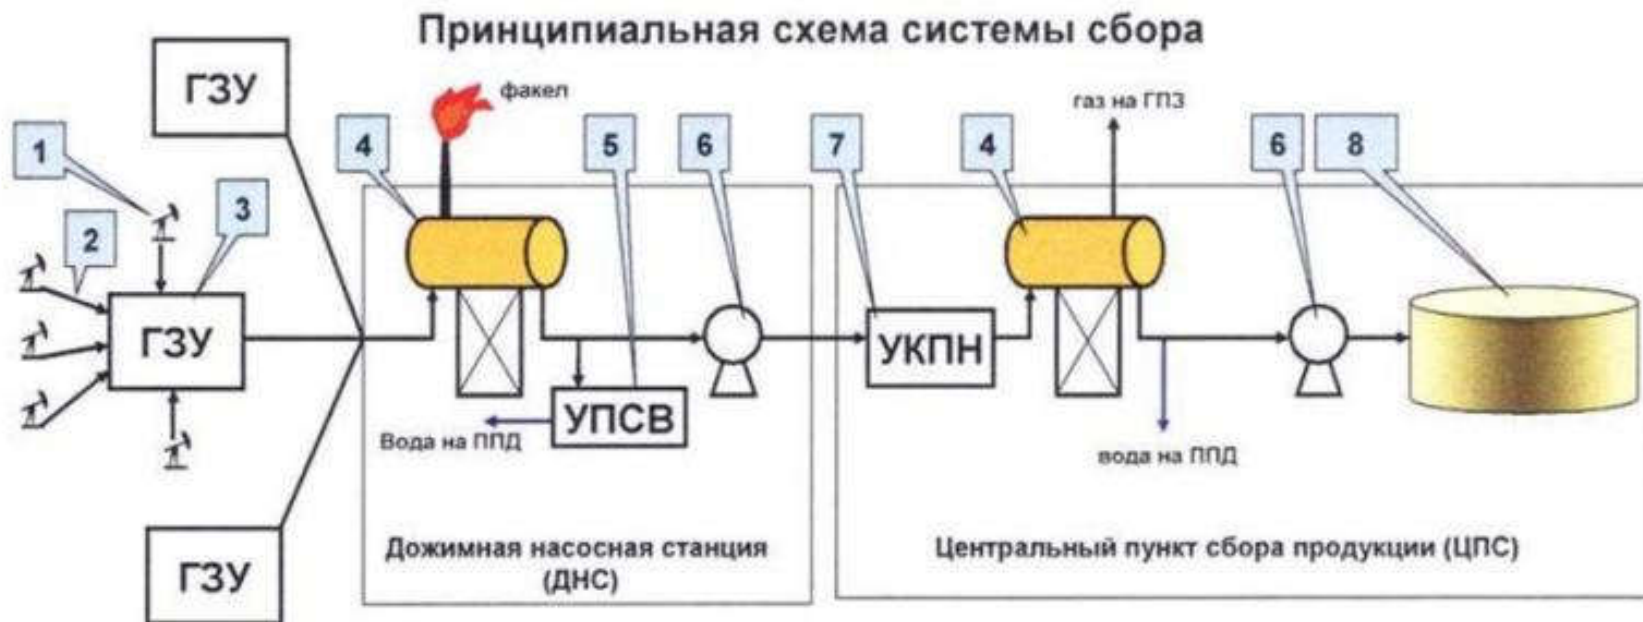 Принципиальная схема системы сбора
ГЗУ
факел
газ на ГПЗ
1
4
5
6
7
4
6
8
2
3
ГЗУ
УКПН
УПСВ
Вода на ППД
вода на ППД
ГЗУ
Дожимная насосная станция
(ДНС)
Центральный пункт сбора продукции (ЦПС)